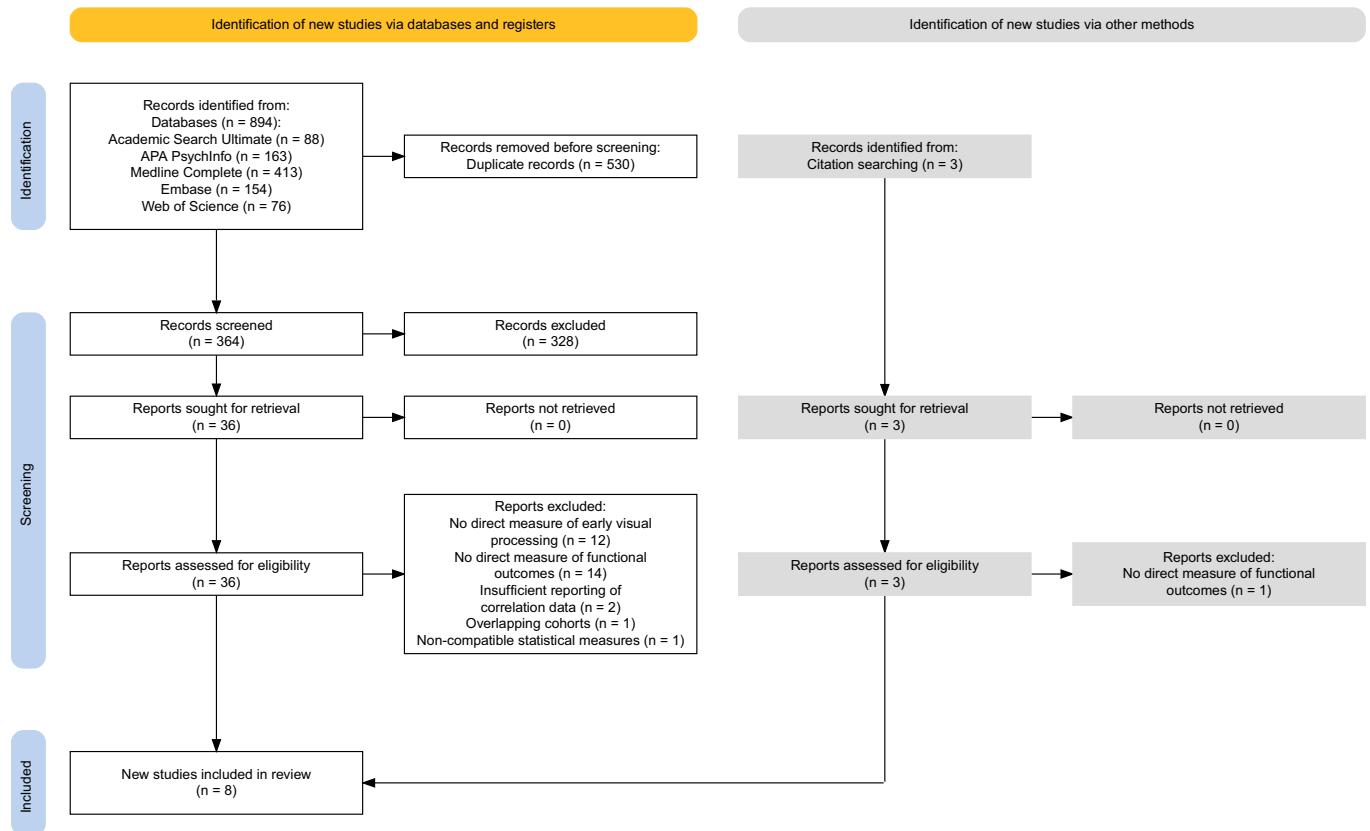 Identification of new studies via databases and registers
Identification of new studies via other methods
Identification
Records identified from:
Databases (n = 894):
Academic Search Ultimate (n = 88)
APA PsychInfo (n = 163)
Medline Complete (n = 413)
Embase (n = 154)
Web of Science (n = 76)
Records removed before screening:
Duplicate records (n = 530)
Records identified from:
Citation searching (n = 3)
Screening
Records screened
(n = 364)
Records excluded
(n = 328)
Reports sought for retrieval
(n = 36)
Reports not retrieved
(n = 0)
Reports sought for retrieval
(n = 3)
Reports not retrieved
(n = 0)
Reports assessed for eligibility
(n = 36)
Reports excluded:
No direct measure of early visual
processing (n = 12)
No direct measure of functional
outcomes (n = 14)
Insufficient reporting of
correlation data (n = 2)
Overlapping cohorts (n = 1)
Non-compatible statistical measures (n = 1)
Reports assessed for eligibility
(n = 3)
Reports excluded:
No direct measure of functional
outcomes (n = 1)
Included
New studies included in review
(n = 8)